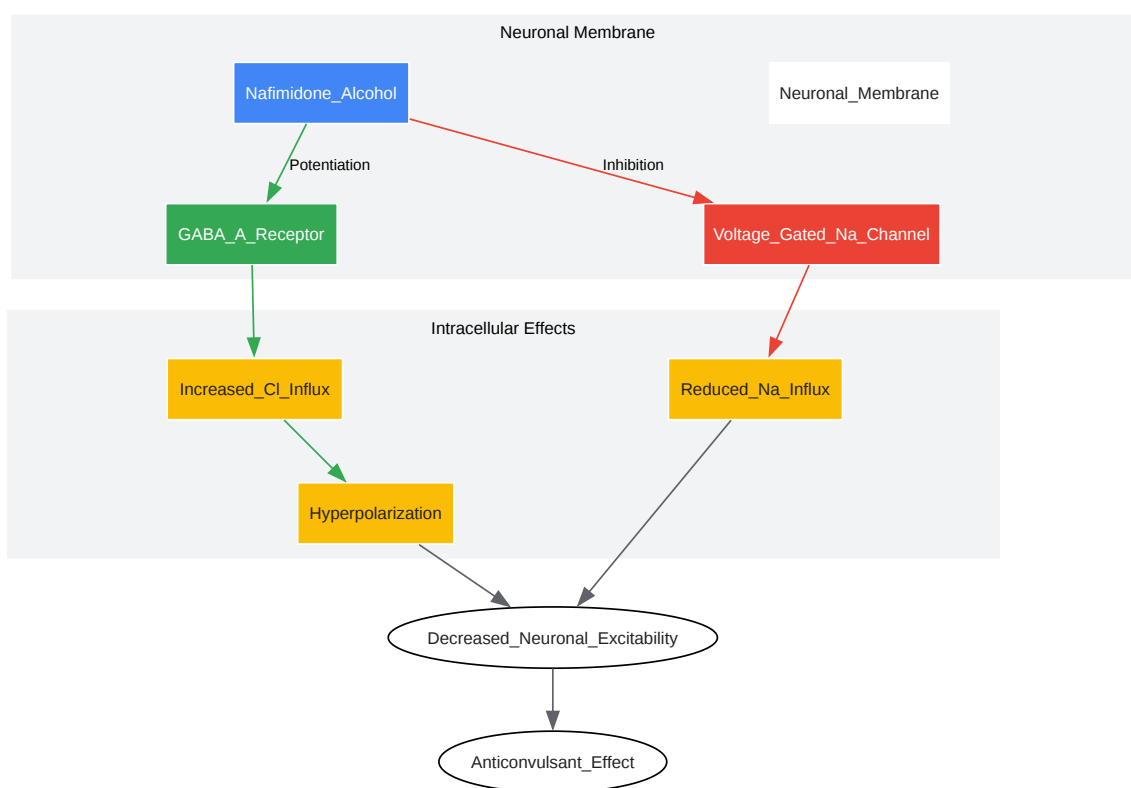 Neuronal Membrane
Nafimidone_Alcohol
Neuronal_Membrane
Potentiation
Inhibition
GABA_A_Receptor
Voltage_Gated_Na_Channel
Intracellular Effects
Increased_Cl_Influx
Reduced_Na_Influx
Hyperpolarization
Decreased_Neuronal_Excitability
Anticonvulsant_Effect